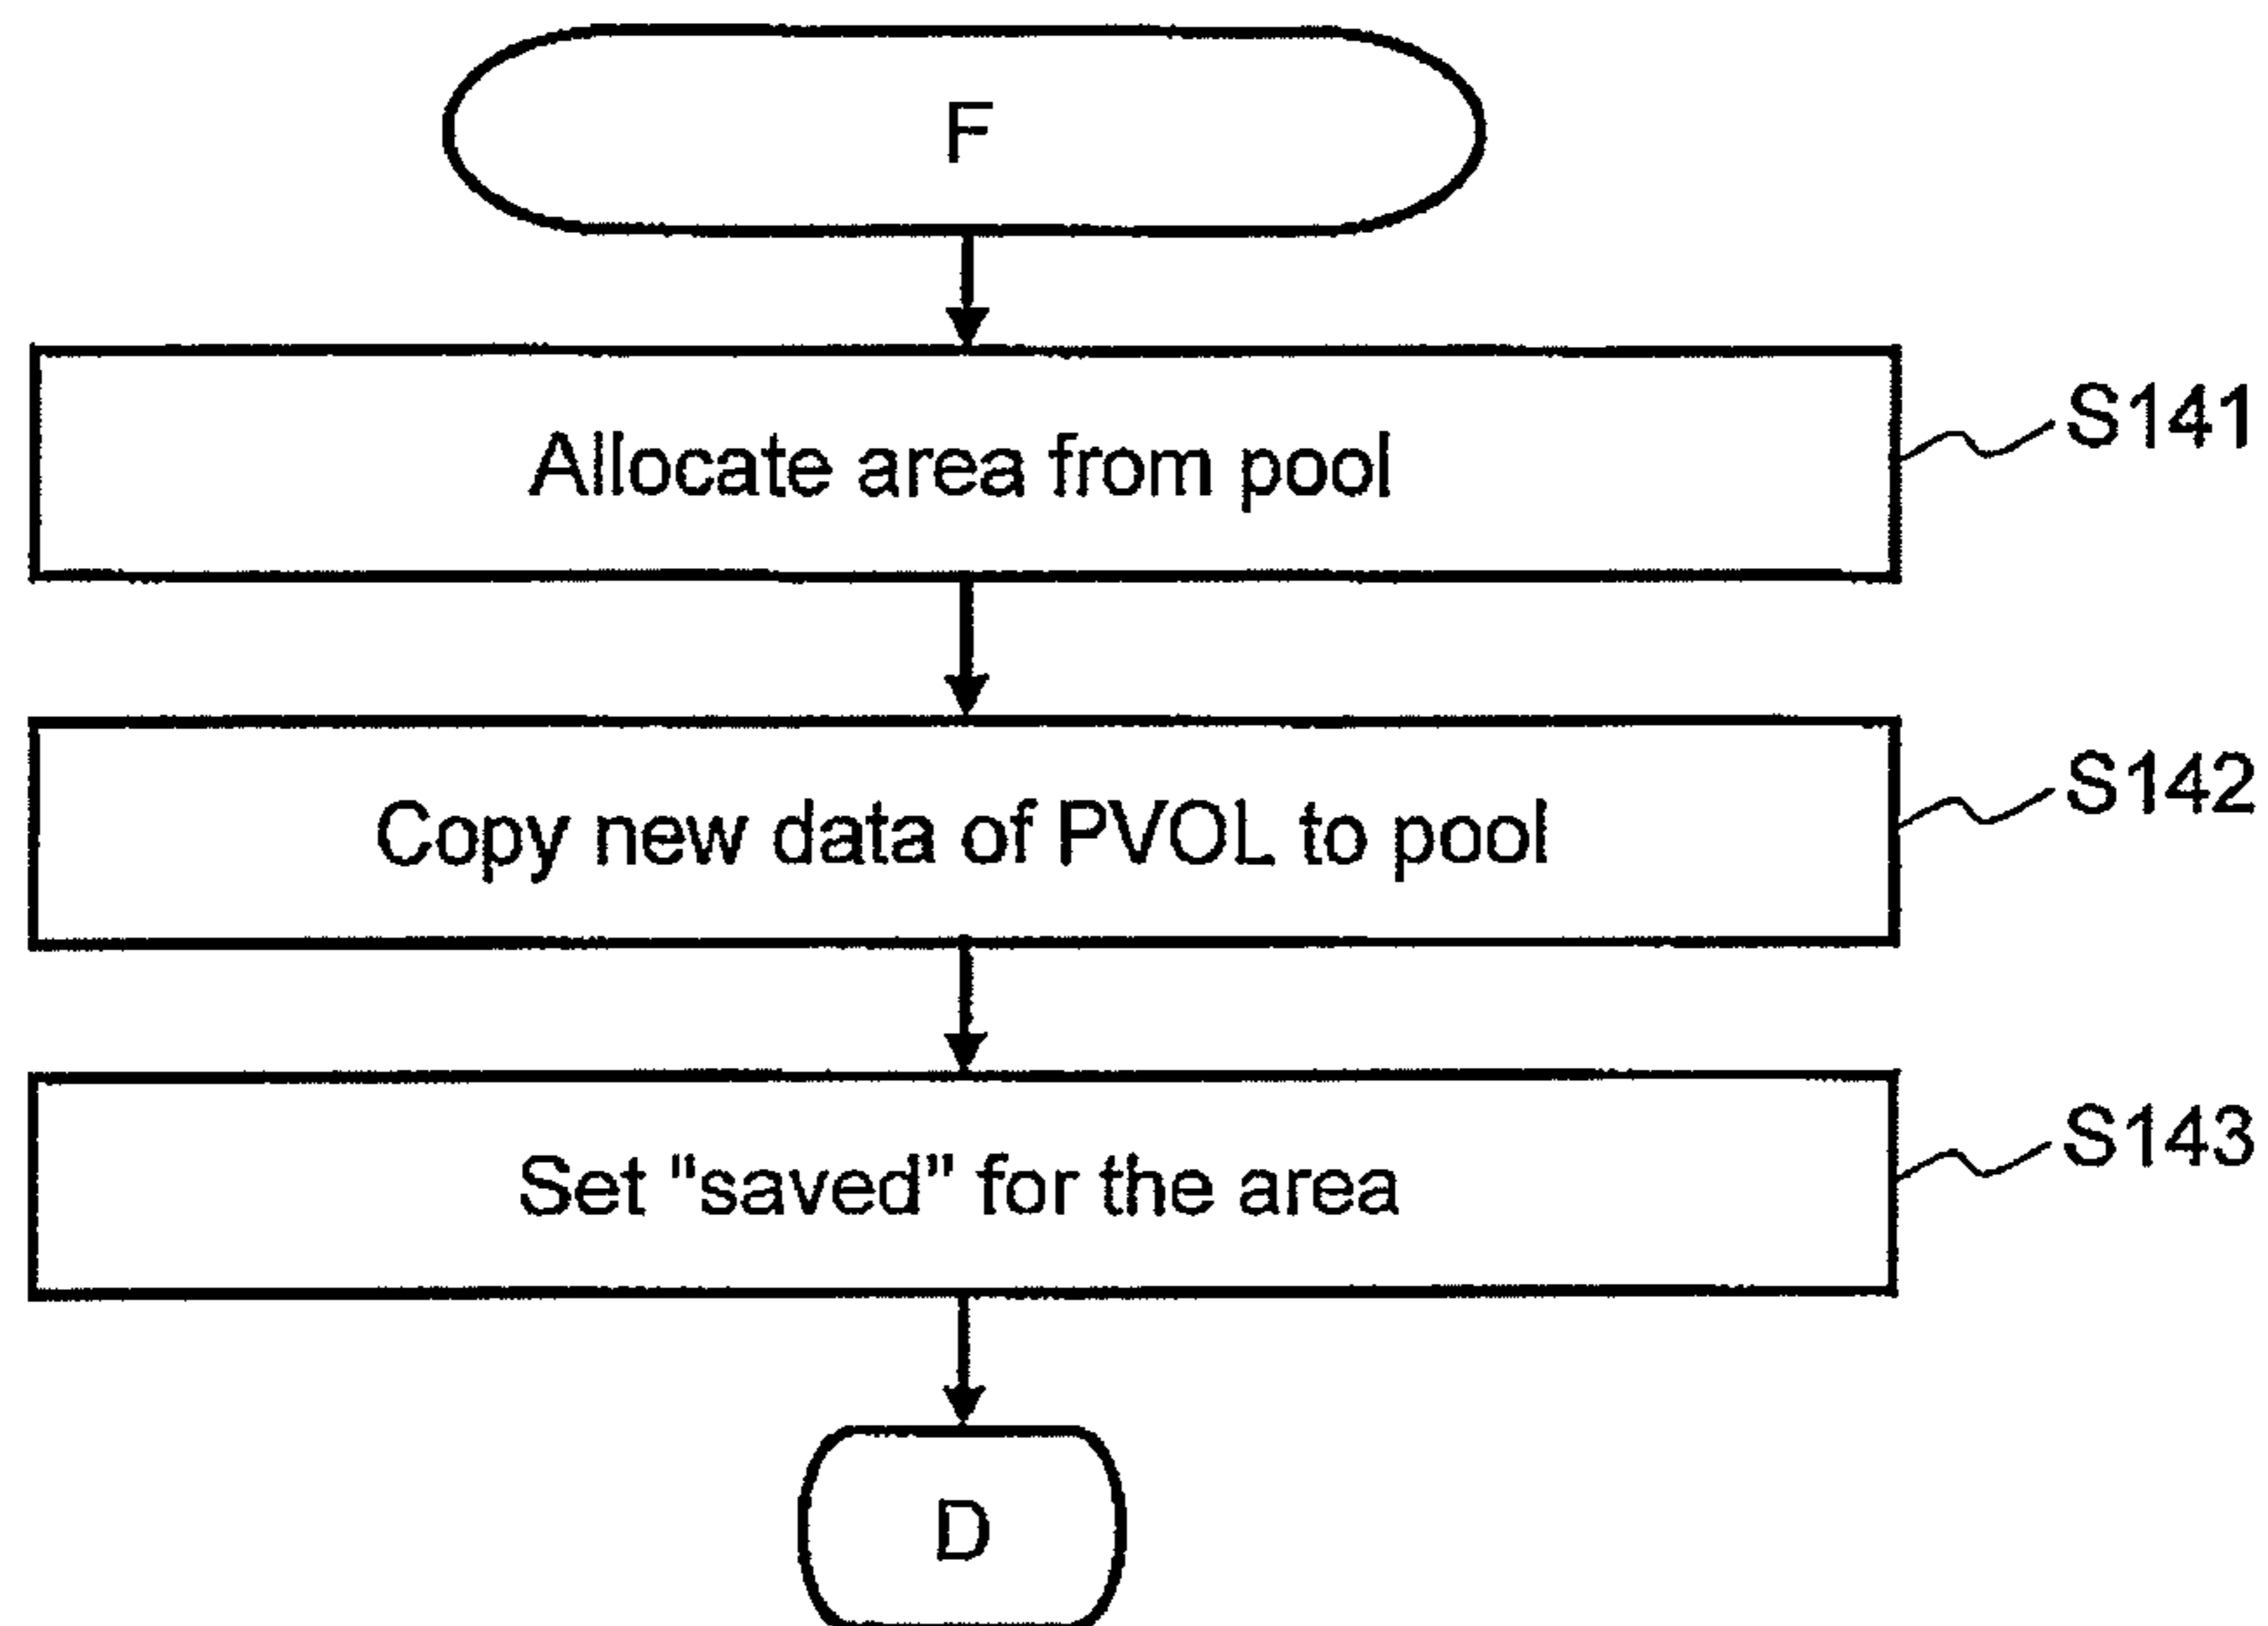 F
Allocate area from pool
S141
Copy new data of PVOL to pool
S142
Set "saved" for the area
S143
D